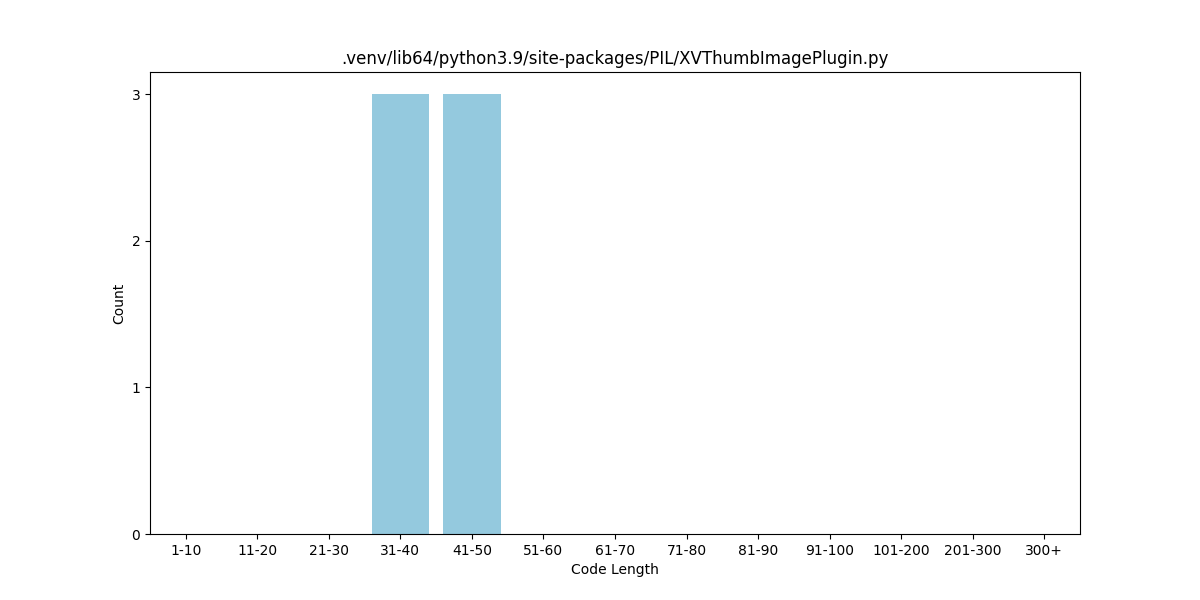 .venv/lib64/python3.9/site-packages/PIL/XVThumbImagePlugin.py
3
2
1
0
Count
1-10 11-20 21-30 31-40 41-50 51-60 61-70 71-80 81-90 91-100 101-200 201-300 300+
Code Length